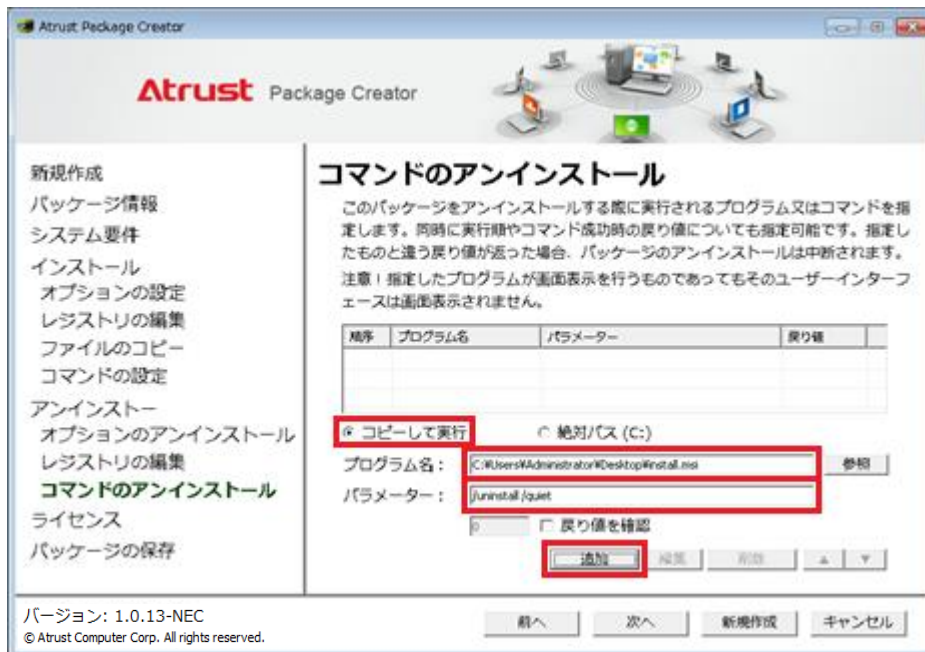 Atrust Package Creator
Atrust Package Creator
新規作成
パッケージ情報
システム要件
インストール
オプションの設定
レジストリの編集
ファイルのコピー
コマンドの設定
アンインストー
オプションのアンインストール
レジストリの編集
コマンドのアンインストール
ライセンス
パッケージの保存
コマンドのアンインストール
このパッケージをアンインストールする際に実行されるプログラム又はコマンドを指
定します。同時に実行順やコマンド成功時の戻り値についても指定可能です。指定し
たものと違う戻り値が返った場合、パッケージのアンインストールは中断されます。
注意！指定したプログラムが画面表示を行うものであってもそのユーザーインターフ
ェースは画面表示されません。
順序 プログラム名 パラメーター 戻り値
コピーして実行 絶対パス (C:)
プログラム名： C:¥Users¥Administrator¥Desktop¥install.msi 参照
パラメーター： /uninstall /quiet
0 戻り値を確認
追加 編集 削除 ▲ ▼
バージョン: 1.0.13-NEC
© Atrust Computer Corp. All rights reserved.
前へ 次へ 新規作成 キャンセル